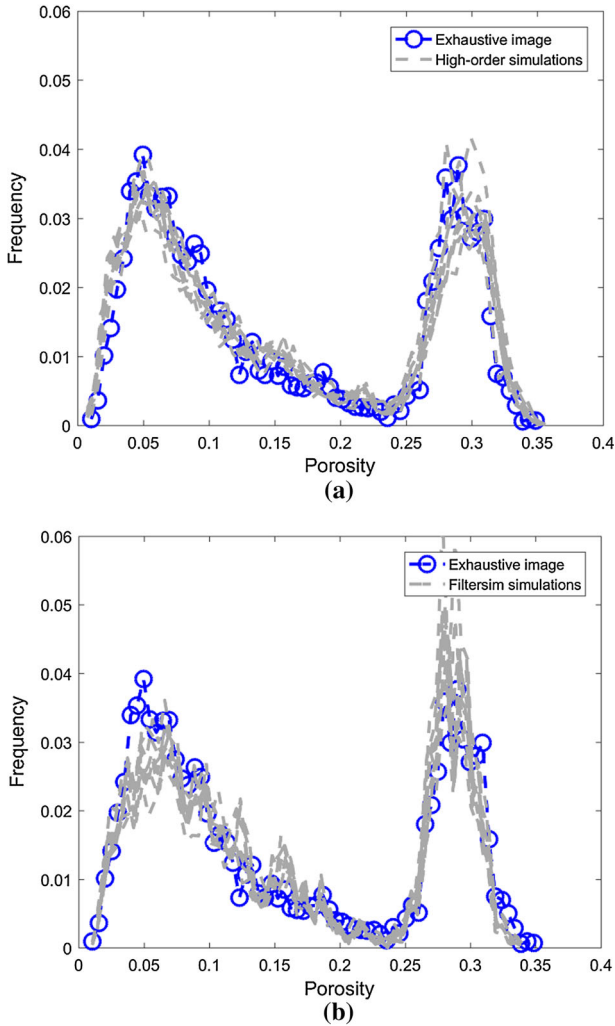 0.06
0.05
0.04
0.03
0.02
0.01
0
Frequency
Exhaustive image
High-order simulations
0 0.05 0.1 0.15 0.2 0.25 0.3 0.35 0.4
Porosity
(a)
0.06
0.05
0.04
0.03
0.02
0.01
0
Frequency
Exhaustive image
Filtersim simulations
0 0.05 0.1 0.15 0.2 0.25 0.3 0.35 0.4
Porosity
(b)